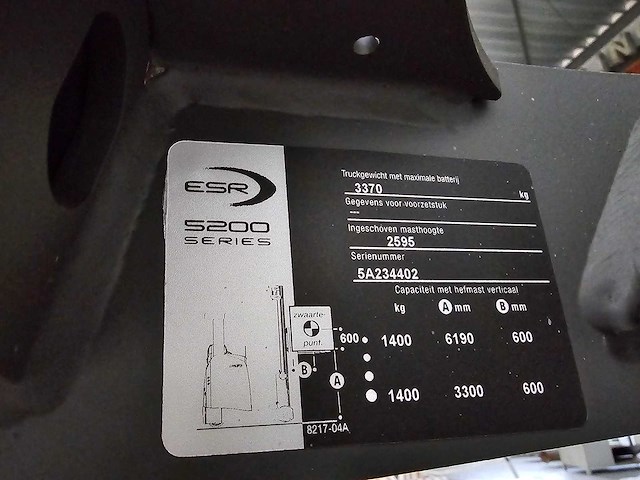 ESR
5200
SERIES
Truckgewicht met maximale batterij
3370 kg
Gegevens voor voorzetstuk
---
Ingeschoven masthoogte
2595
Serienummer
5A234402
Capaciteit met hefmast verticaal
kg A mm B mm
1400 6190 600
1400 3300 600
zwaarte-
punt.
600
B
A
8217-04A